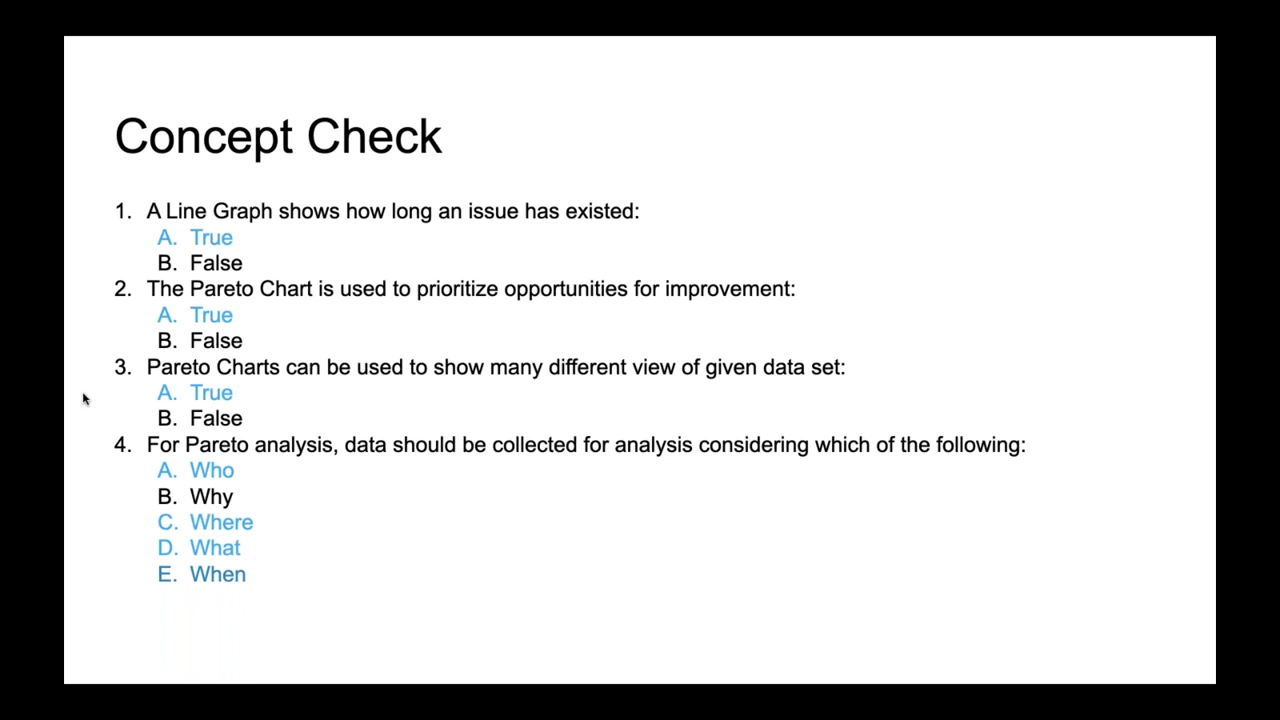 Concept Check
1. A Line Graph shows how long an issue has existed:
A. True
B. False
2. The Pareto Chart is used to prioritize opportunities for improvement:
A. True
B. False
3. Pareto Charts can be used to show many different view of given data set:
A. True
B. False
4. For Pareto analysis, data should be collected for analysis considering which of the following:
A. Who
B. Why
C. Where
D. What
E. When